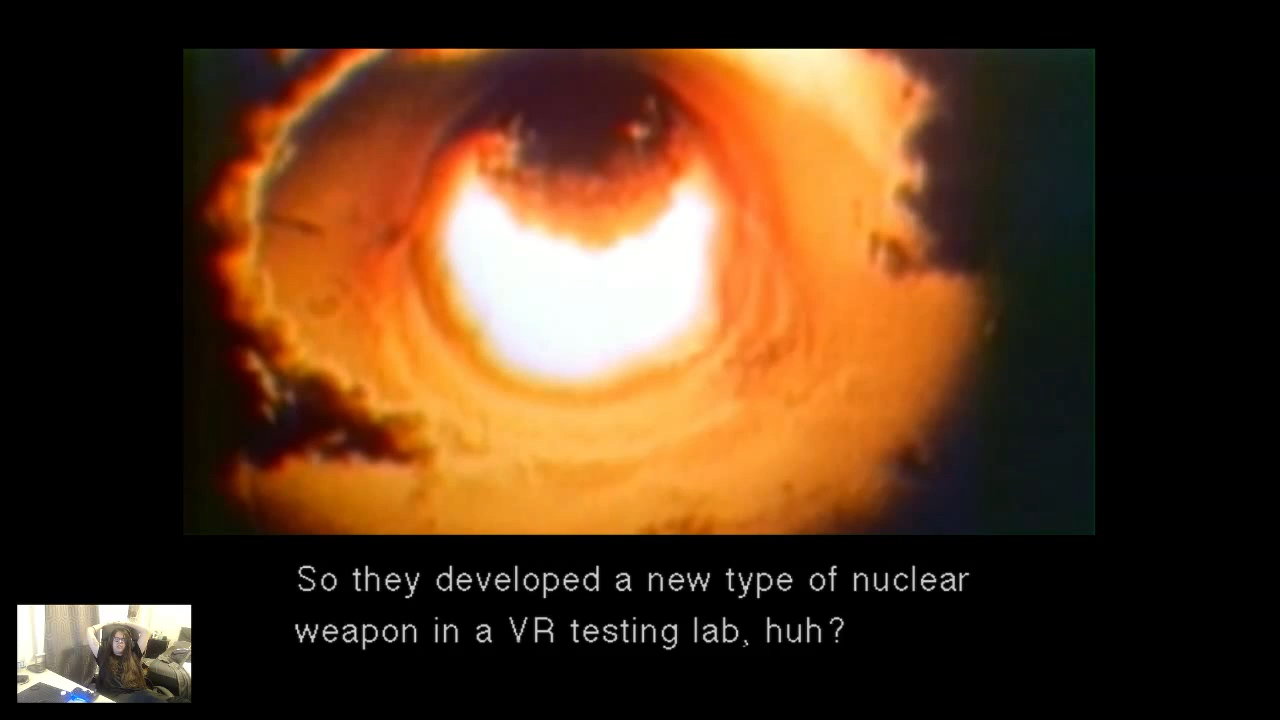 So they developed a new type of nuclear
weapon in a VR testing lab, huh?